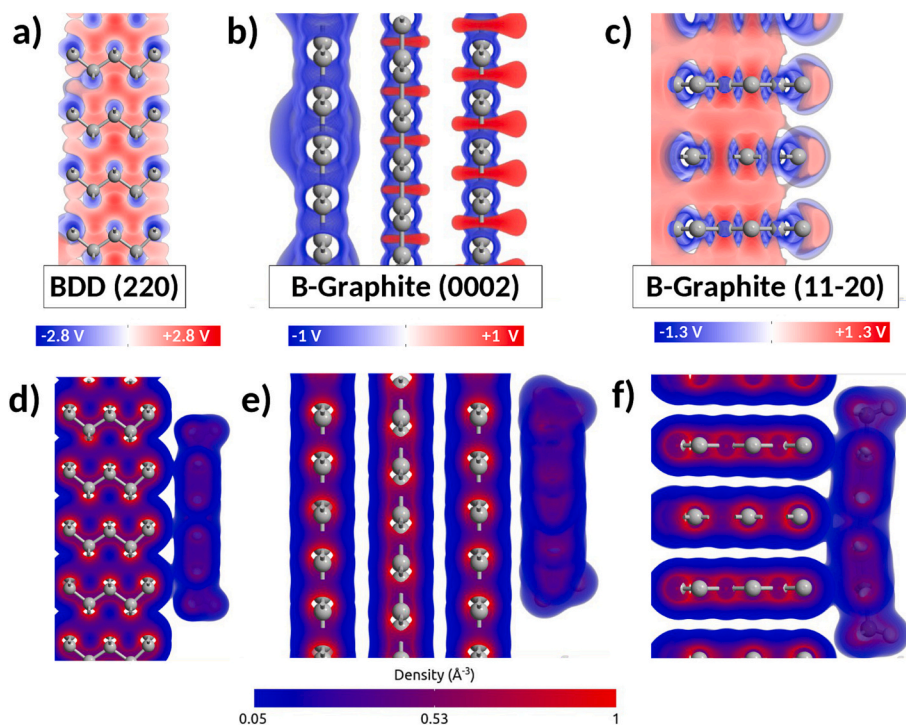 a)
b)
c)
BDD (220)
B-Graphite (0002)
B-Graphite (11-20)
-2.8 V +2.8 V
-1 V +1 V
-1.3 V +1 .3 V
d)
e)
f)
Density (Å⁻³)
0.05 0.53 1